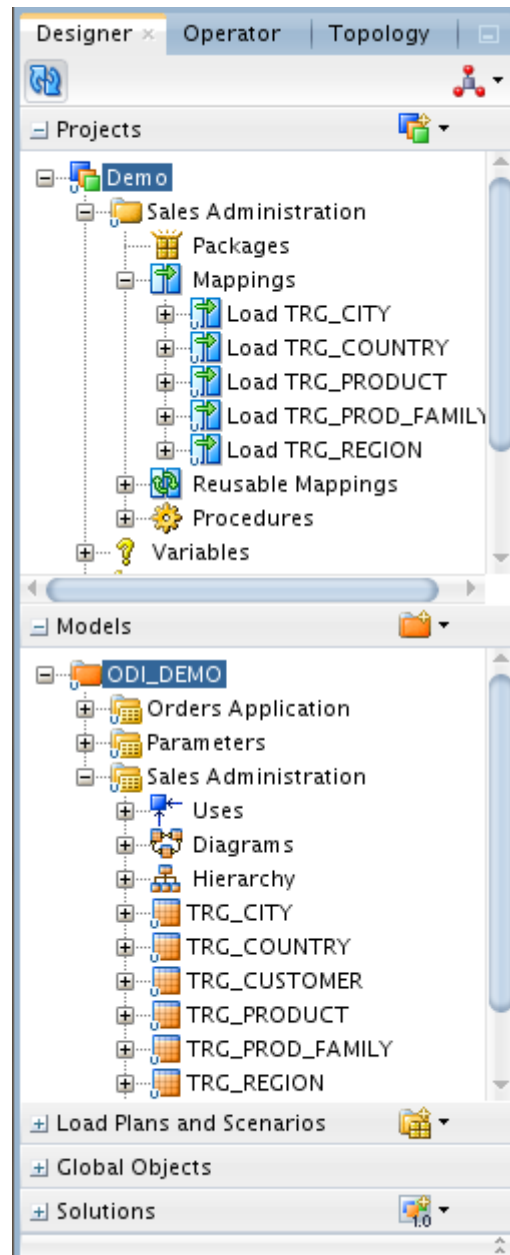 Designer Operator Topology
Projects
Demo
Sales Administration
Packages
Mappings
Load TRG_CITY
Load TRG_COUNTRY
Load TRG_PRODUCT
Load TRG_PROD_FAMILY
Load TRG_REGION
Reusable Mappings
Procedures
Variables
Models
ODI_DEMO
Orders Application
Parameters
Sales Administration
Uses
Diagrams
Hierarchy
TRG_CITY
TRG_COUNTRY
TRG_CUSTOMER
TRG_PRODUCT
TRG_PROD_FAMILY
TRG_REGION
Load Plans and Scenarios
Global Objects
Solutions 1.0